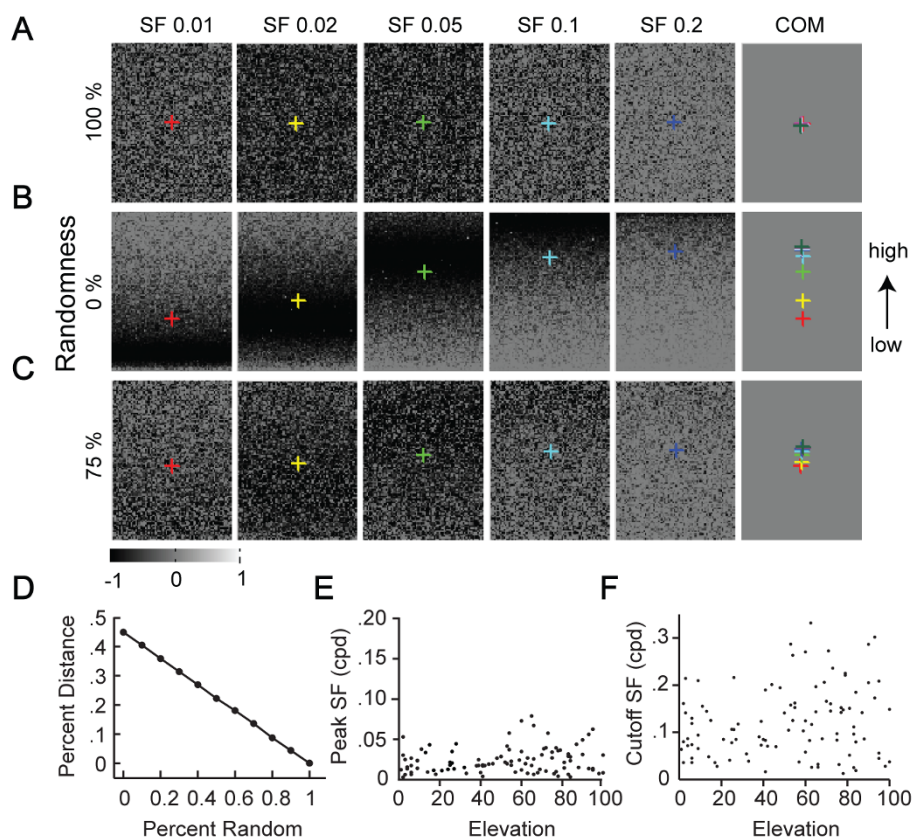 A
SF 0.01 SF 0.02 SF 0.05 SF 0.1 SF 0.2 COM
100 %
B
Randomness
0 %
high
low
C
75 %
-1 0 1
D
.5
.4
.3
.2
.1
0
Percent Distance
0 0.2 0.4 0.6 0.8 1
Percent Random
E
.20
.15
.10
.05
0
Peak SF (cpd)
0 20 40 60 80 100
Elevation
F
.3
.2
.1
0
Cutoff SF (cpd)
0 20 40 60 80 100
Elevation